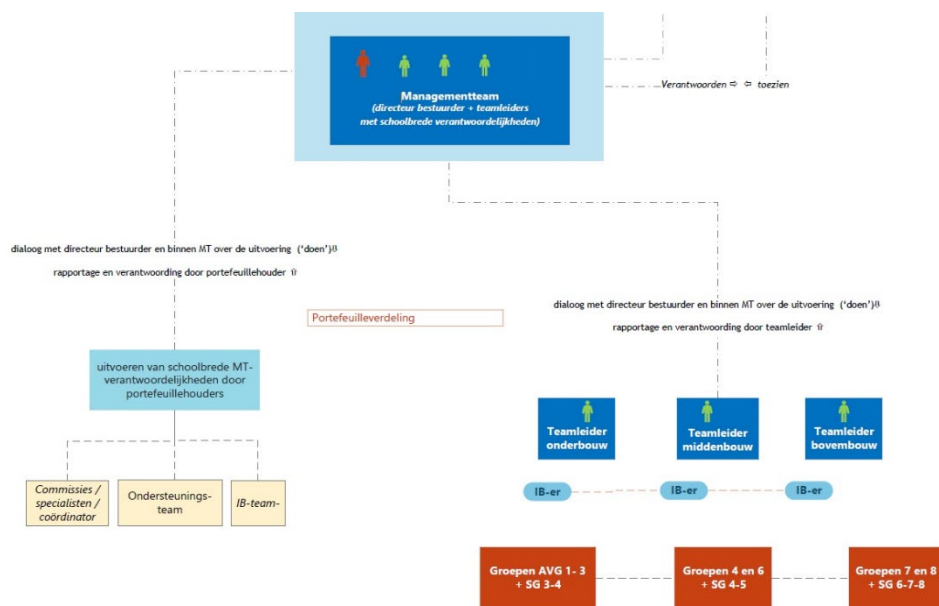 Managementteam
(directeur bestuurder + teamleiders
met schoolbrede verantwoordelijkheden)
Verantwoorden ⇨ ⇦ toezien
dialoog met directeur bestuurder en binnen MT over de uitvoering ('doen')⇩
rapportage en verantwoording door portefeuillehouder ⇧
dialoog met directeur bestuurder en binnen MT over de uitvoering ('doen')⇩
rapportage en verantwoording door teamleider ⇧
Portefeuilleverdeling
uitvoeren van schoolbrede MT-
verantwoordelijkheden door
portefeuillehouders
Commissies /
specialisten /
coördinator
Ondersteunings-
team
IB-team-
Teamleider
onderbouw
Teamleider
middenbouw
Teamleider
bovembouw
IB-er
IB-er
IB-er
Groepen AVG 1- 3
+ SG 3-4
Groepen 4 en 6
+ SG 4-5
Groepen 7 en 8
+ SG 6-7-8